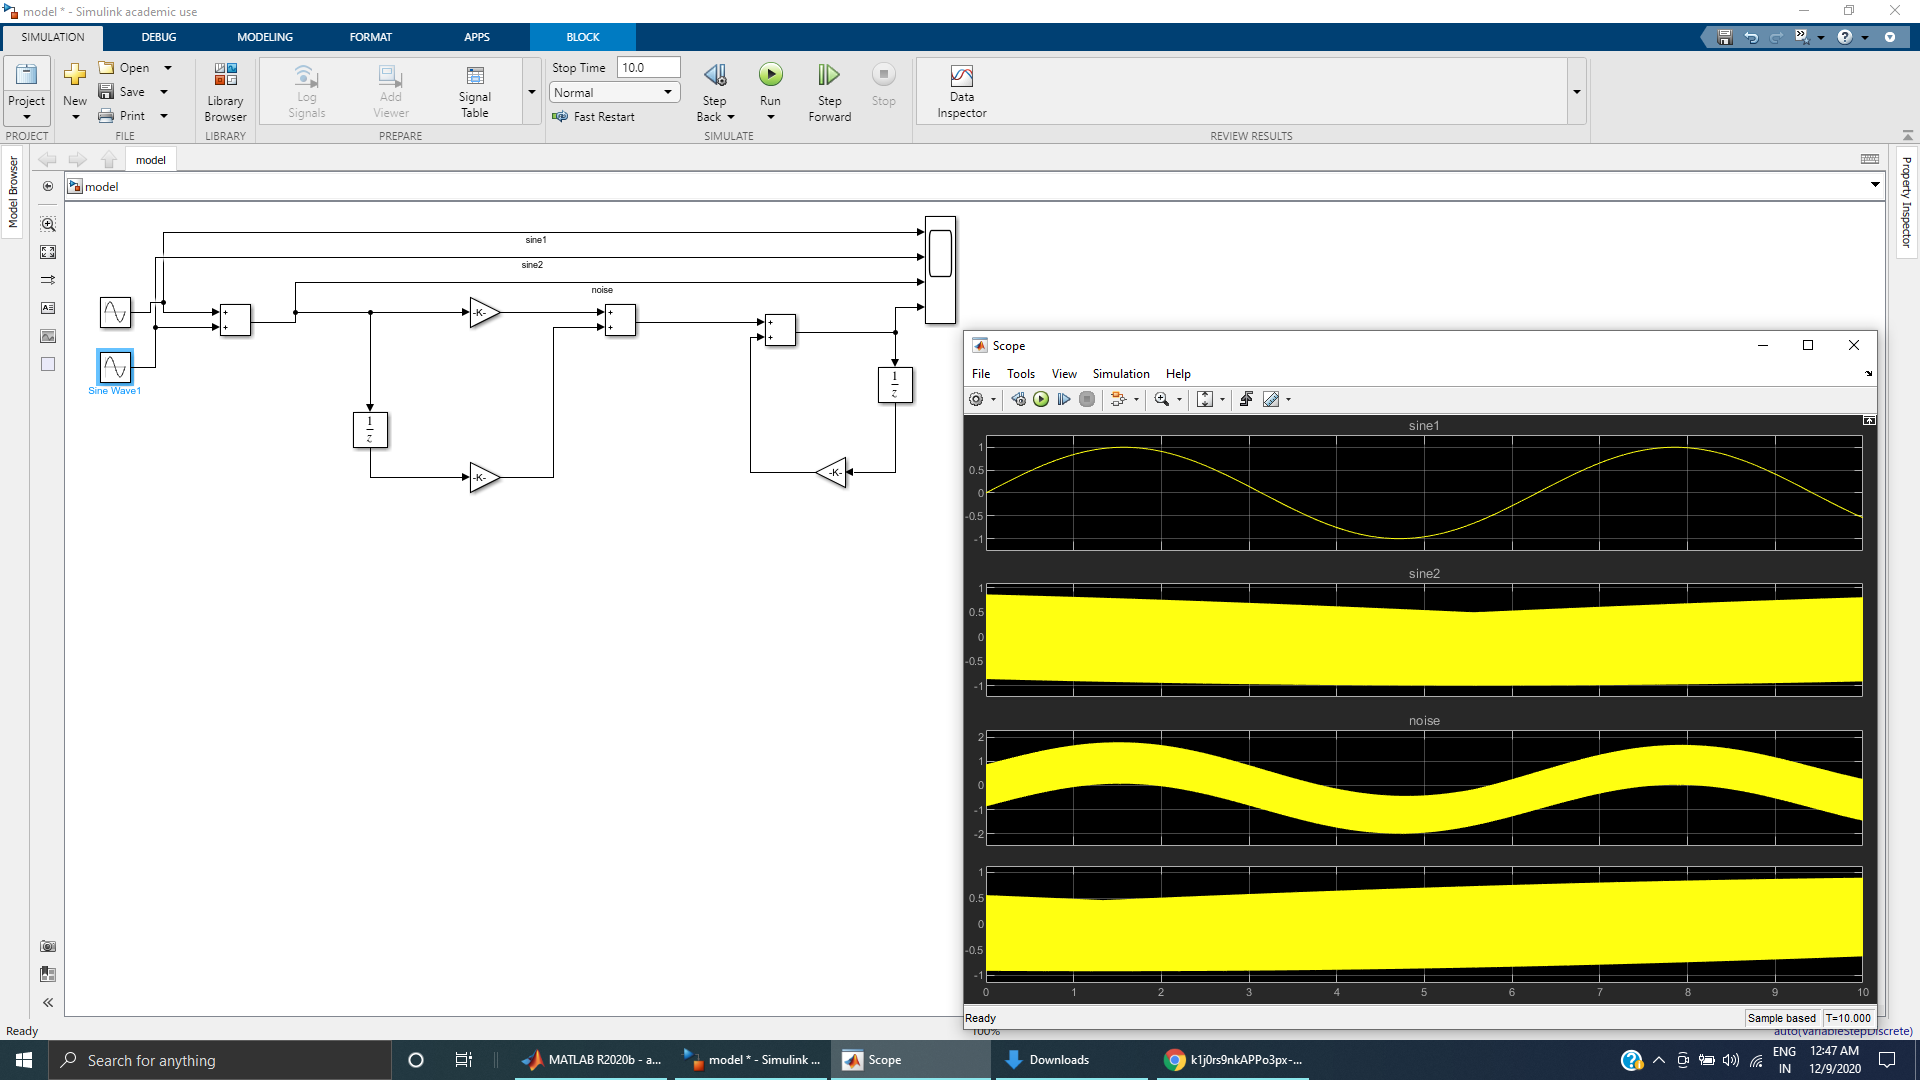 model * - Simulink academic use
SIMULATION DEBUG MODELING FORMAT APPS BLOCK
Project
New
Open
Save
Print
Library Browser
Log Signals
Add Viewer
Signal Table
Stop Time 10.0
Normal
Fast Restart
Step Back
Run
Step Forward
Stop
Data Inspector
PROJECT FILE LIBRARY PREPARE SIMULATE REVIEW RESULTS
Model Browser
Property Inspector
model
model
sine1
sine2
noise
+
+
-K-
+
+
+
+
Sine Wave1
1
z
1
z
-K-
-K-
Scope
File Tools View Simulation Help
sine1
1
0.5
0
-0.5
-1
sine2
1
0.5
0
-0.5
-1
noise
2
1
0
-1
-2
1
0.5
0
-0.5
-1
0 1 2 3 4 5 6 7 8 9 10
Ready Sample based T=10.000
Ready 100% auto(VariableStepDiscrete)
Search for anything
MATLAB R2020b - a...
model * - Simulink ...
Scope
Downloads
k1j0rs9nkAPPo3px-...
ENG
IN
12:47 AM
12/9/2020